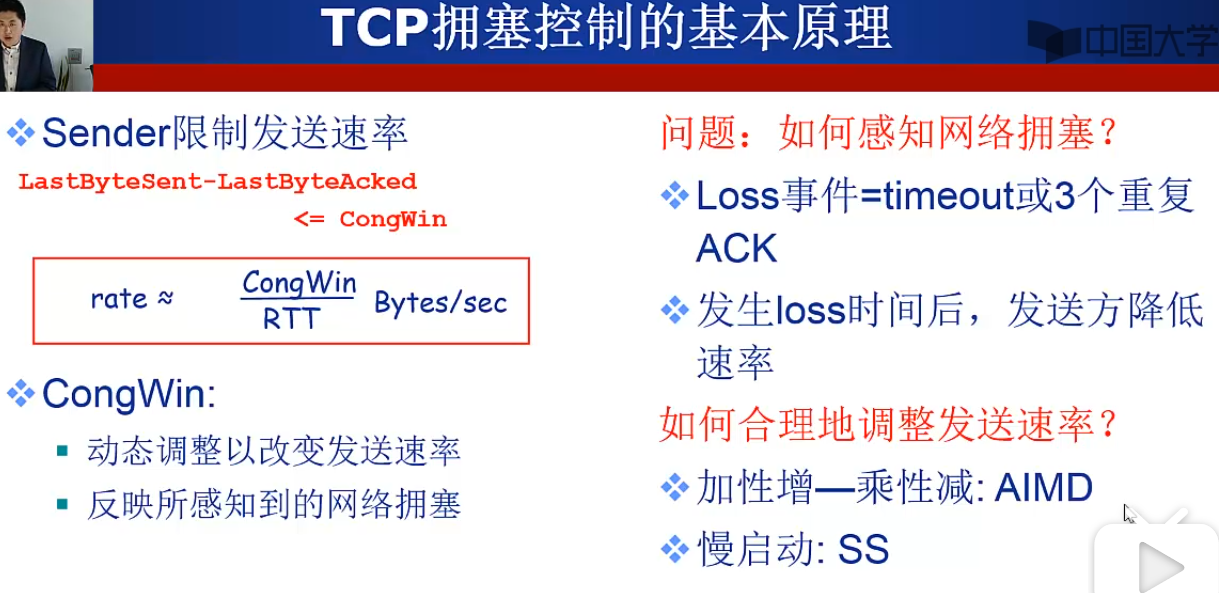 TCP拥塞控制的基本原理
中国大学
Sender限制发送速率
LastByteSent-LastByteAcked
<= CongWin
rate ≈ CongWin
RTT Bytes/sec
CongWin:
动态调整以改变发送速率
反映所感知到的网络拥塞
问题：如何感知网络拥塞？
Loss事件=timeout或3个重复
ACK
发生loss时间后，发送方降低
速率
如何合理地调整发送速率？
加性增—乘性减: AIMD
慢启动: SS